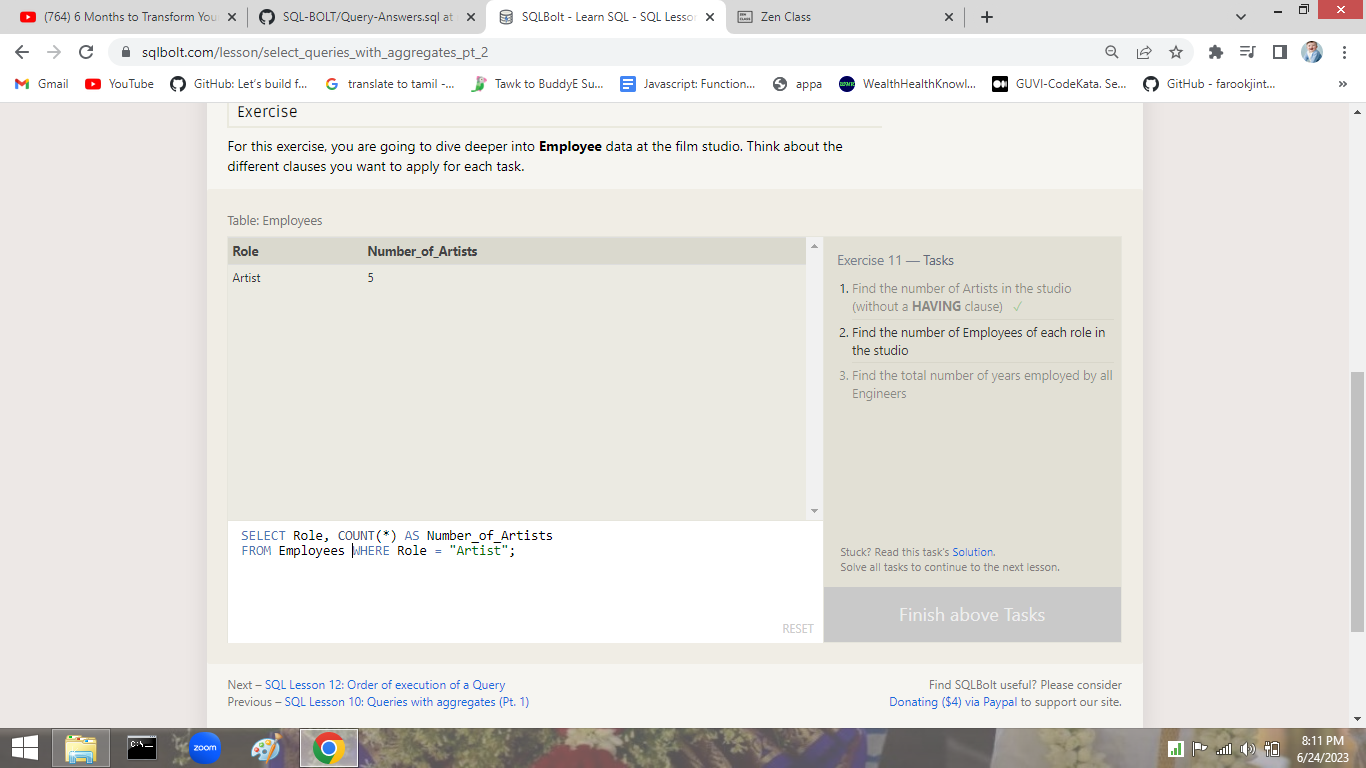 (764) 6 Months to Transform You
SQL-BOLT/Query-Answers.sql at
SQLBolt - Learn SQL - SQL Lesson
Zen Class
sqlbolt.com/lesson/select_queries_with_aggregates_pt_2
Gmail
YouTube
GitHub: Let's build f...
translate to tamil -...
Tawk to BuddyE Su...
Javascript: Function...
appa
WealthHealthKnowl...
GUVI-CodeKata. Se...
GitHub - farookjint...
»
Exercise
For this exercise, you are going to dive deeper into Employee data at the film studio. Think about the
different clauses you want to apply for each task.
Table: Employees
Role Number_of_Artists
Artist 5
Exercise 11 — Tasks
1. Find the number of Artists in the studio
(without a HAVING clause) ✓
2. Find the number of Employees of each role in
the studio
3. Find the total number of years employed by all
Engineers
Stuck? Read this task's Solution.
Solve all tasks to continue to the next lesson.
Finish above Tasks
SELECT Role, COUNT(*) AS Number_of_Artists
FROM Employees WHERE Role = "Artist";
RESET
Next – SQL Lesson 12: Order of execution of a Query
Previous – SQL Lesson 10: Queries with aggregates (Pt. 1)
Find SQLBolt useful? Please consider
Donating ($4) via Paypal to support our site.
C:\_
zoom
8:11 PM
6/24/2023